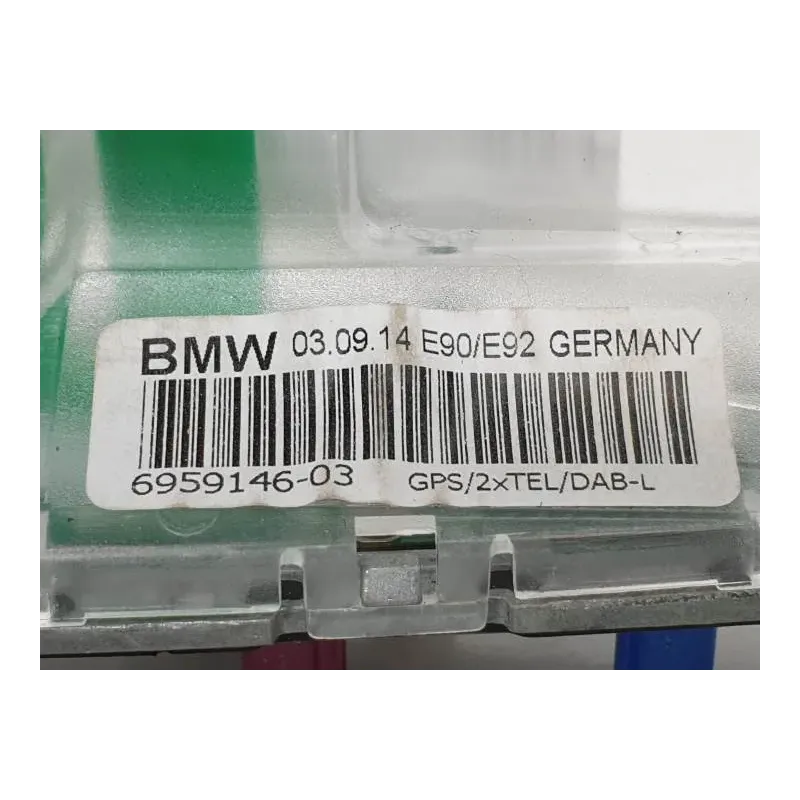 BMW 03.09.14 E90/E92 GERMANY
6959146-03 GPS/2xTEL/DAB-L